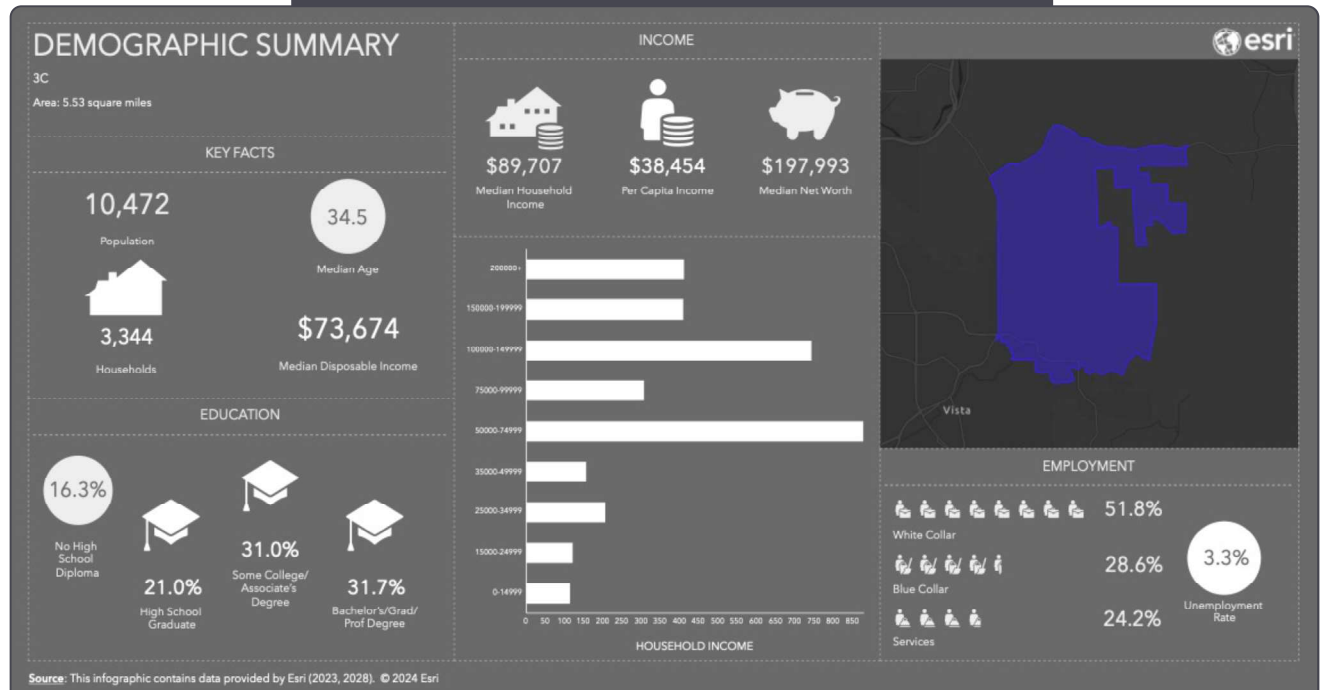 DEMOGRAPHIC SUMMARY
3C
Area: 5.53 square miles
KEY FACTS
10,472
Population
34.5
Median Age
3,344
Households
$73,674
Median Disposable Income
EDUCATION
16.3%
No High
School
Diploma
21.0%
High School
Graduate
31.0%
Some College/
Associate's
Degree
31.7%
Bachelor's/Grad/
Prof Degree
INCOME
$89,707
Median Household
Income
$38,454
Per Capita Income
$197,993
Median Net Worth
200000+
150000-199999
100000-149999
75000-99999
50000-74999
35000-49999
25000-34999
15000-24999
0-14999
0 50 100 150 200 250 300 350 400 450 500 550 600 650 700 750 800 850
HOUSEHOLD INCOME
esri
Vista
EMPLOYMENT
51.8%
White Collar
28.6%
Blue Collar
24.2%
Services
3.3%
Unemployment
Rate
Source: This infographic contains data provided by Esri (2023, 2028). © 2024 Esri